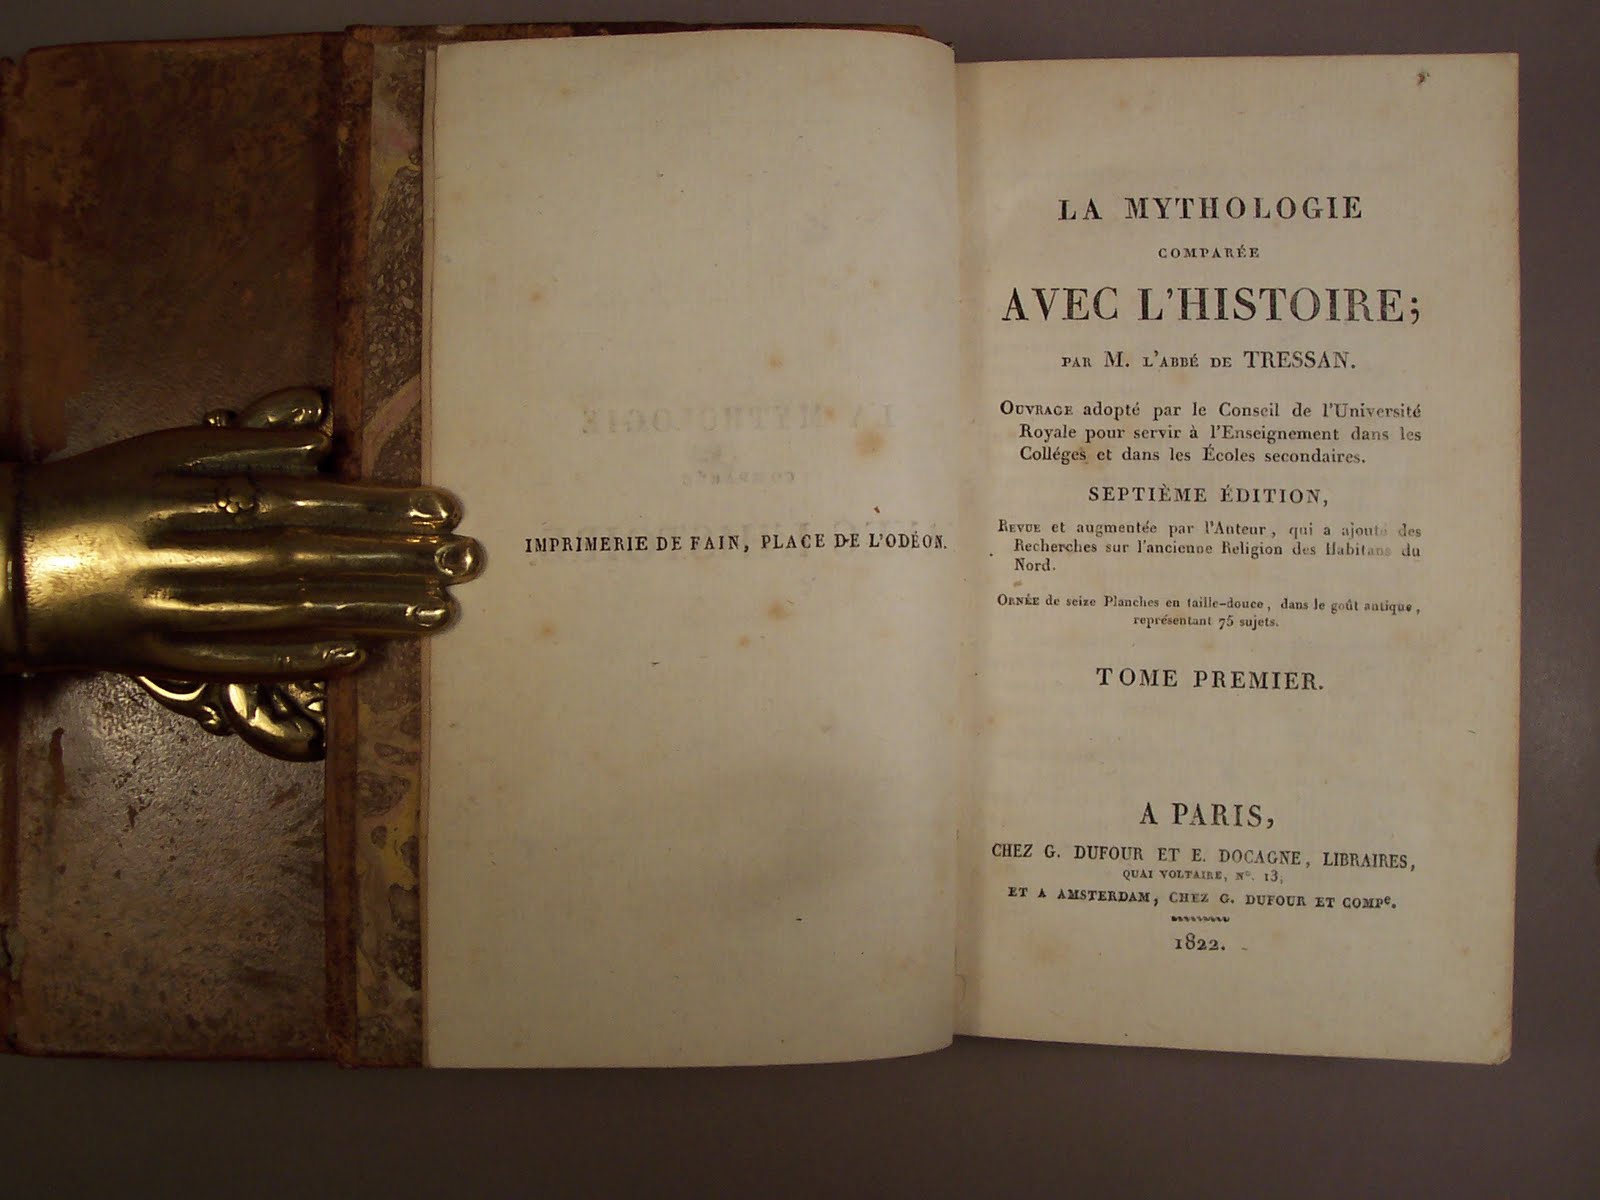 IMPRIMERIE DE FAIN, PLACE DE L'ODÉON.
LA MYTHOLOGIE
COMPARÉE
AVEC L'HISTOIRE;
PAR M. L'ABBÉ DE TRESSAN.
OUVRAGE adopté par le Conseil de l'Université
Royale pour servir à l'Enseignement dans les
Colléges et dans les Écoles secondaires.
SEPTIÈME ÉDITION,
REVUE et augmentée par l'Auteur, qui a ajouté des
Recherches sur l'ancienne Religion des Habitans du
Nord.
ORNÉE de seize Planches en taille-douce, dans le goût antique,
représentant 75 sujets.
TOME PREMIER.
A PARIS,
CHEZ G. DUFOUR ET E. DOCAGNE, LIBRAIRES,
QUAI VOLTAIRE, N°. 13,
ET A AMSTERDAM, CHEZ G. DUFOUR ET COMPe.
1822.